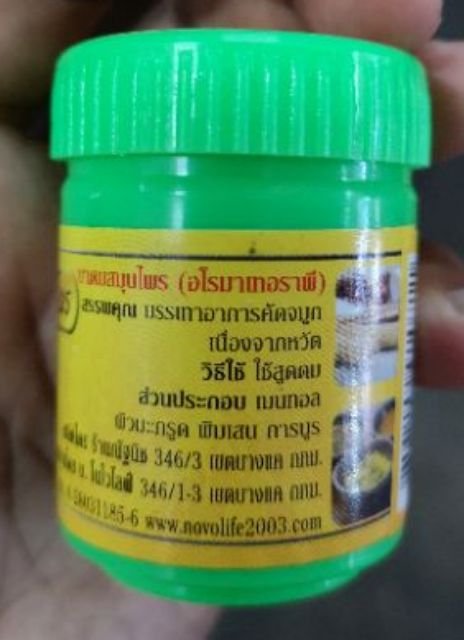 ยาดมสมุนไพร (อโรมาเทอราพี)
สรรพคุณ บรรเทาอาการคัดจมูก
เนื่องจากหวัด
วิธีใช้ ใช้สูดดม
ส่วนประกอบ เมนทอล
ผิวมะกรูด พิมเสน การบูร
346/3 เขตบางแค กทม.
346/1-3 เขตบางแค กทม.
www.novolife2003.com